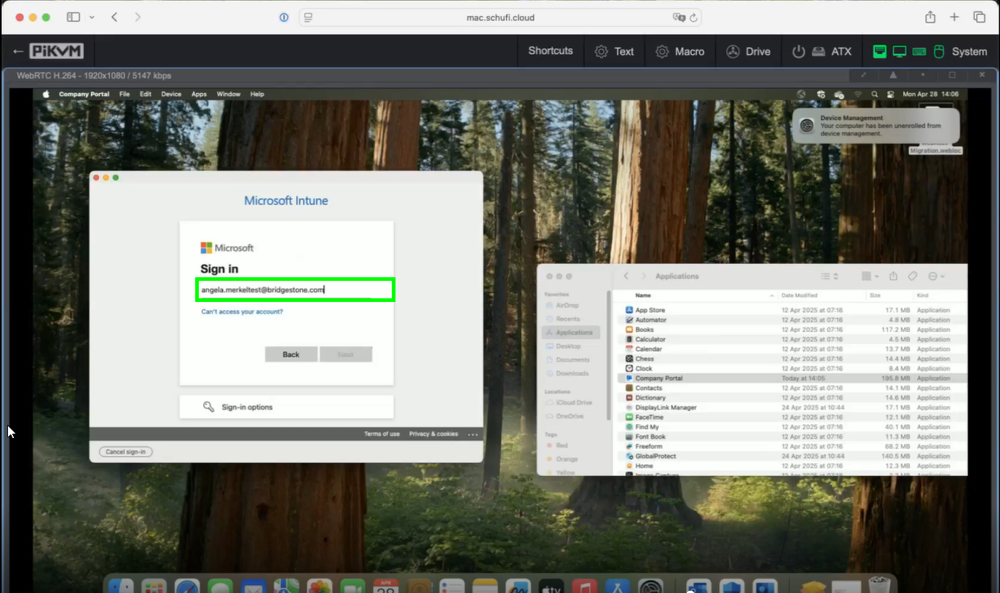 mac.schufi.cloud
← PiKVM
Shortcuts
Text
Macro
Drive
ATX
System
WebRTC H.264 - 1920x1080 / 5147 kbps
Company Portal File Edit Device Apps Window Help
Mon Apr 28 14:06
Device Management
Your computer has been unenrolled from
device management.
Migration.webloc
Microsoft Intune
Microsoft
Sign in
angela.merkeltest@bridgestone.com
Can't access your account?
Back
Next
Sign-in options
Terms of use Privacy & cookies ...
Cancel sign-in
Applications
Favorites
AirDrop
Recents
Applications
Desktop
Documents
Downloads
Locations
iCloud Drive
OneDrive
Tags
Red
Orange
Yellow
Name Date Modified Size Kind
App Store 12 Apr 2025 at 07:16 17.1 MB Application
Automator 12 Apr 2025 at 07:16 4.8 MB Application
Books 12 Apr 2025 at 07:16 117.2 MB Application
Calculator 12 Apr 2025 at 07:16 4.5 MB Application
Calendar 12 Apr 2025 at 07:16 13.7 MB Application
Chess 12 Apr 2025 at 07:16 14.4 MB Application
Clock 12 Apr 2025 at 07:16 8.4 MB Application
Company Portal Today at 14:05 195.8 MB Application
Contacts 12 Apr 2025 at 07:16 14.1 MB Application
Dictionary 12 Apr 2025 at 07:16 14.6 MB Application
DisplayLink Manager 24 Apr 2025 at 10:44 17.1 MB Application
FaceTime 12 Apr 2025 at 07:16 12.1 MB Application
Find My 12 Apr 2025 at 07:16 40.1 MB Application
Font Book 12 Apr 2025 at 07:16 11.3 MB Application
Freeform 12 Apr 2025 at 07:16 68.2 MB Application
GlobalProtect 24 Apr 2025 at 10:44 140.5 MB Application
Home 12 Apr 2025 at 07:16 12.3 MB Application
APR
tv